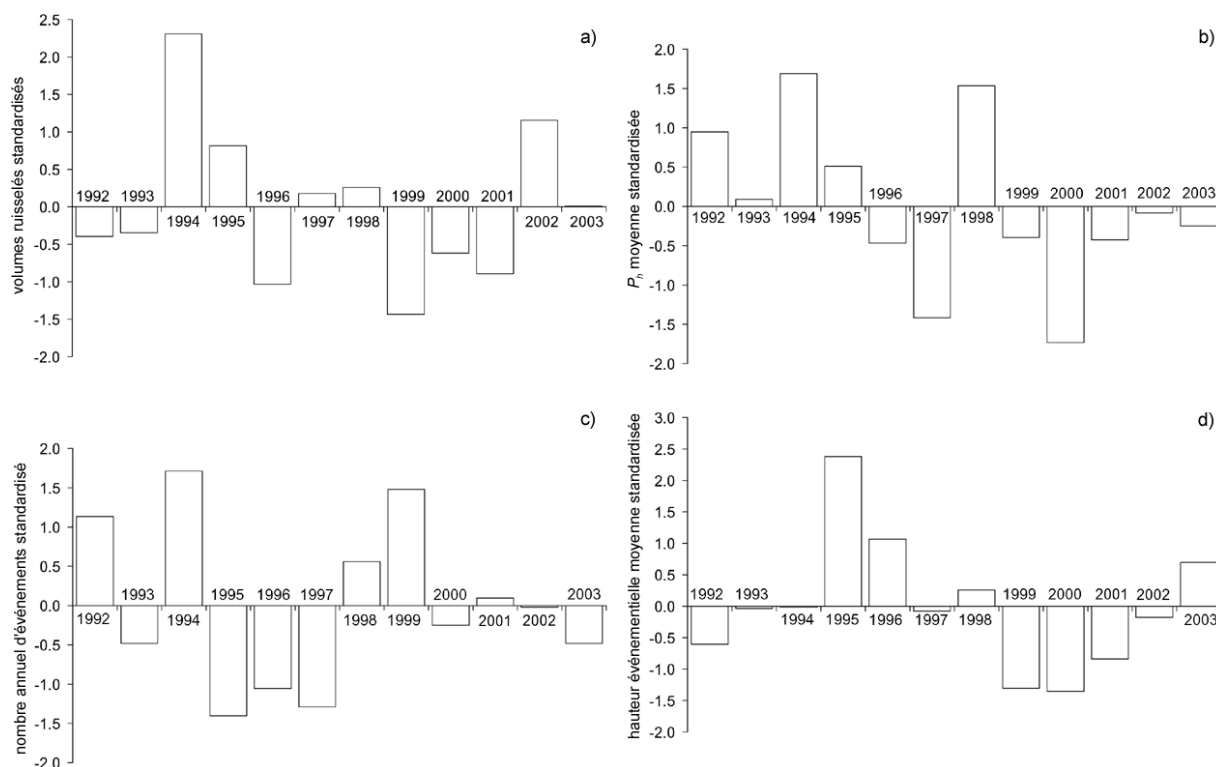 a)
volumes ruisselés standardisés
2.5
2.0
1.5
1.0
0.5
0.0
-0.5
-1.0
-1.5
-2.0
1992 1993 1996 1999 2000 2001
1994 1995 1997 1998 2002 2003
b)
Ph moyenne standardisée
2.0
1.5
1.0
0.5
0.0
-0.5
-1.0
-1.5
-2.0
1996 1999 2000 2001 2002 2003
1992 1993 1994 1995 1997 1998
c)
nombre annuel d'événements standardisé
2.0
1.5
1.0
0.5
0.0
-0.5
-1.0
-1.5
-2.0
1993 1995 1996 1997 2000 2003
1992 1994 1998 1999 2001 2002
d)
hauteur événementielle moyenne standardisée
3.0
2.5
2.0
1.5
1.0
0.5
0.0
-0.5
-1.0
-1.5
-2.0
1992 1993 1999 2000 2001 2002
1994 1995 1996 1997 1998 2003